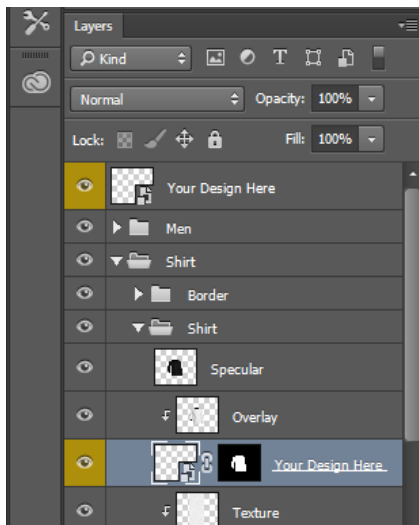 Layers
Kind
T
Normal Opacity: 100%
Lock: Fill: 100%
Your Design Here
Men
Shirt
Border
Shirt
Specular
Overlay
Your Design Here
Texture